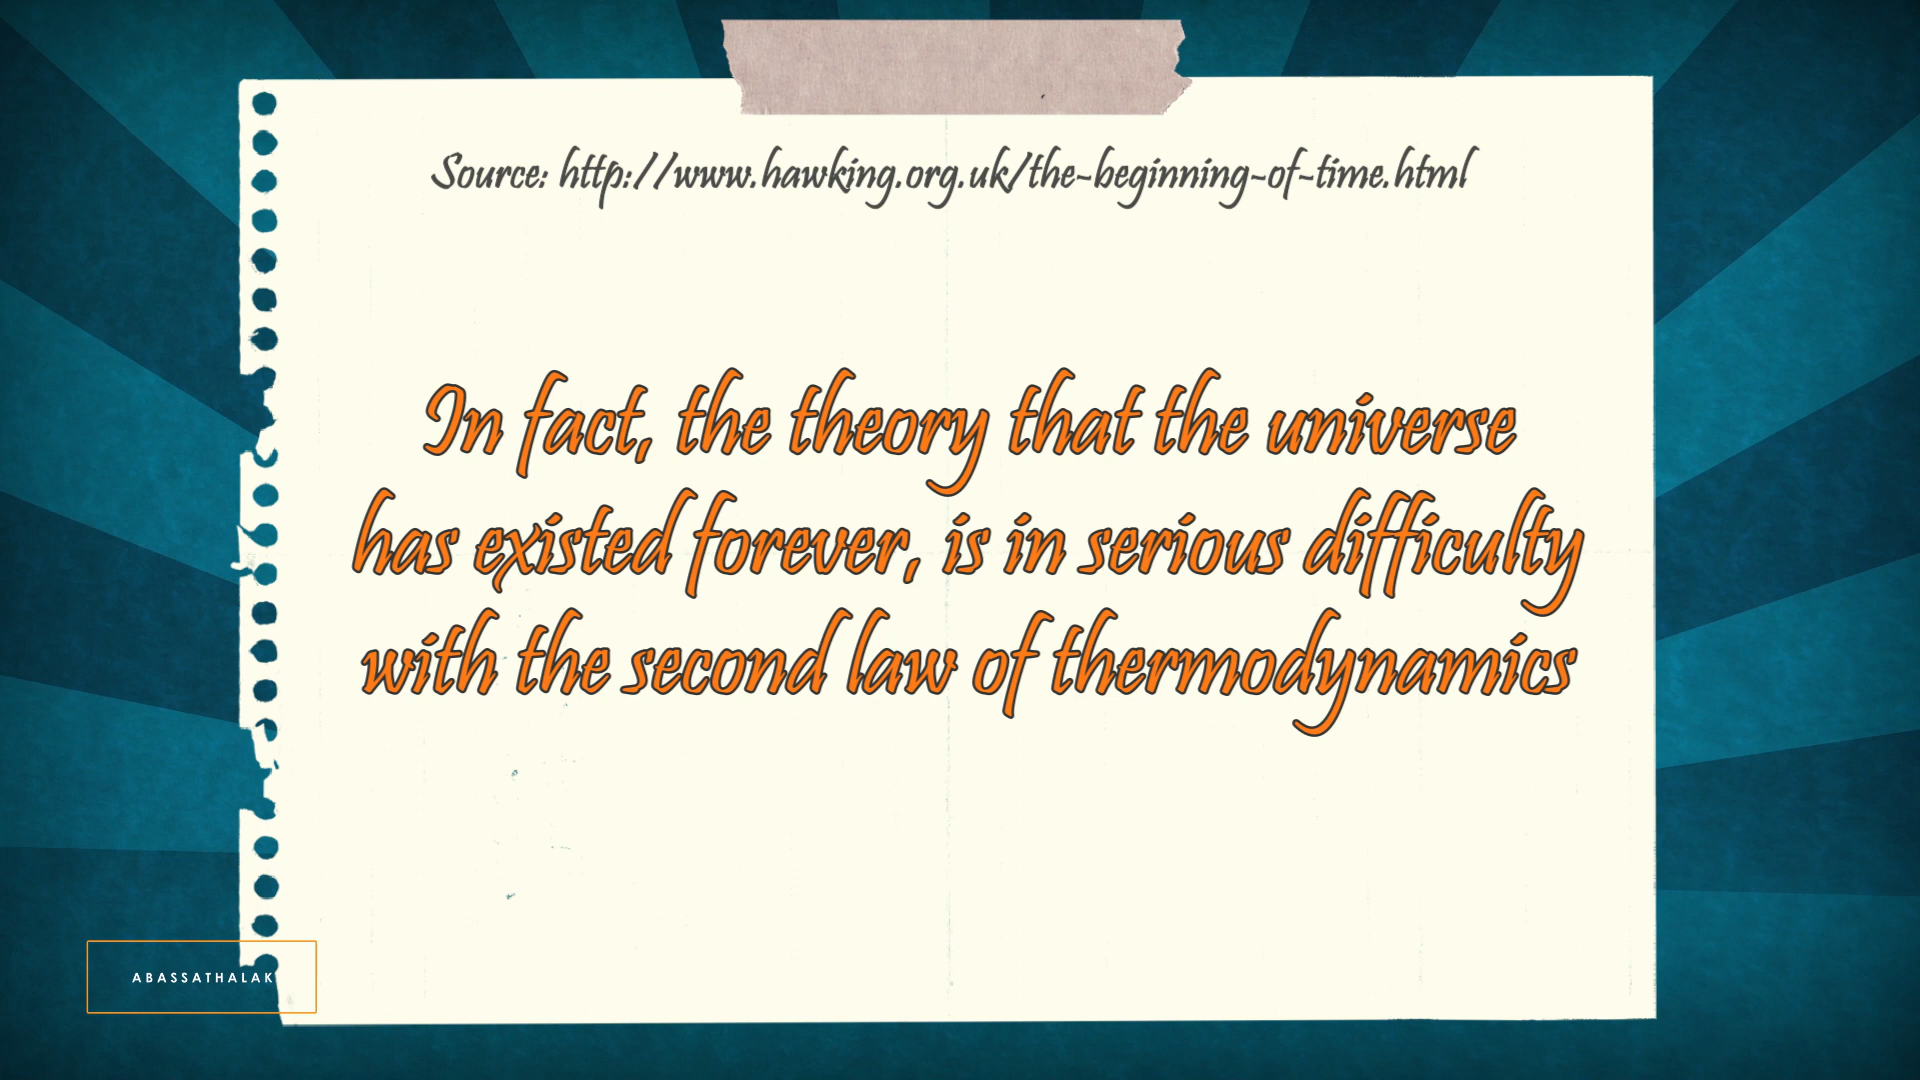 Source: http://www.hawking.org.uk/the-beginning-of-time.html
In fact, the theory that the universe
has existed forever, is in serious difficulty
with the second law of thermodynamics
ABASSATHALAK